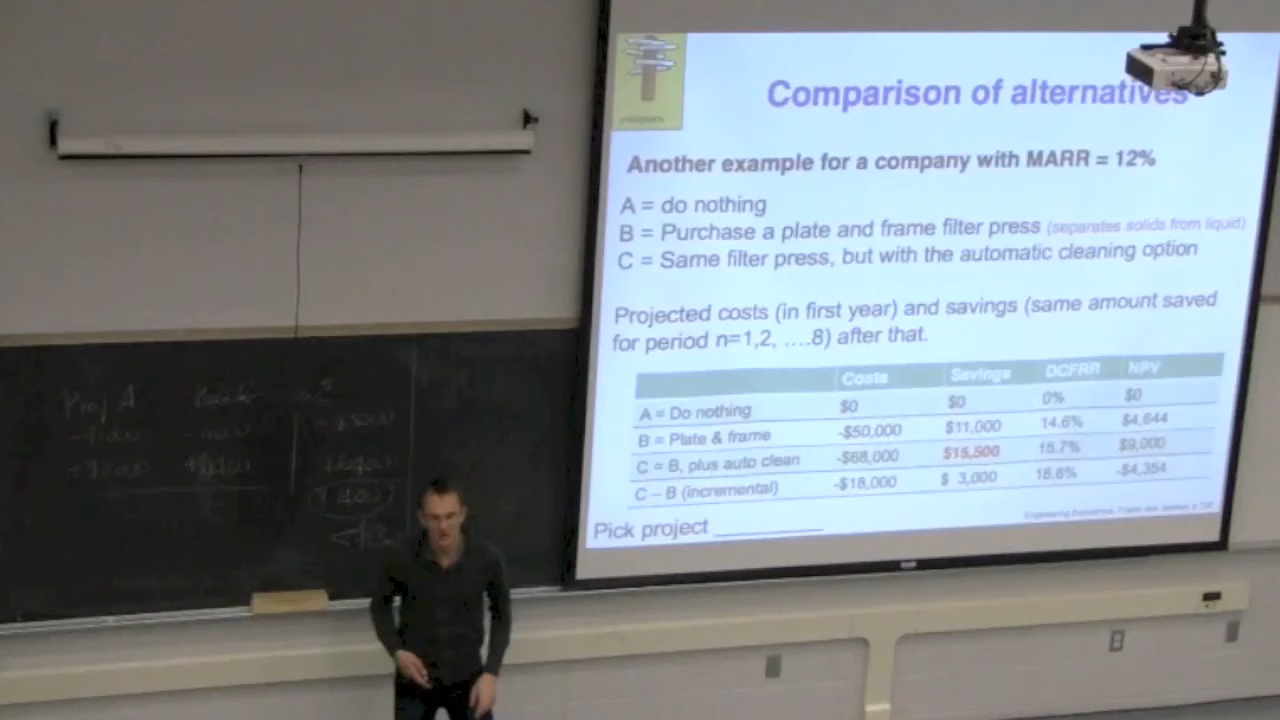 Comparison of alternatives
Another example for a company with MARR = 12%
A = do nothing
B = Purchase a plate and frame filter press (separates solids from liquid)
C = Same filter press, but with the automatic cleaning option
Projected costs (in first year) and savings (same amount saved
for period n=1,2, ....8) after that.
Costs Savings DCFRR NPV
A = Do nothing $0 $0 0% $0
B = Plate & frame -$50,000 $11,000 14.6% $4,644
C = B, plus auto clean -$68,000 $15,500 15.7% $9,000
C – B (incremental) -$18,000 $ 3,000 18.6% -$4,354
Pick project ______
Proj A